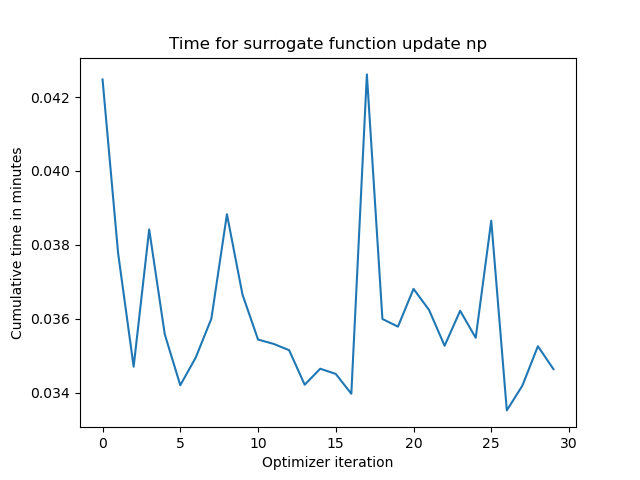 Time for surrogate function update np
Cumulative time in minutes
0.042
0.040
0.038
0.036
0.034
0 5 10 15 20 25 30
Optimizer iteration